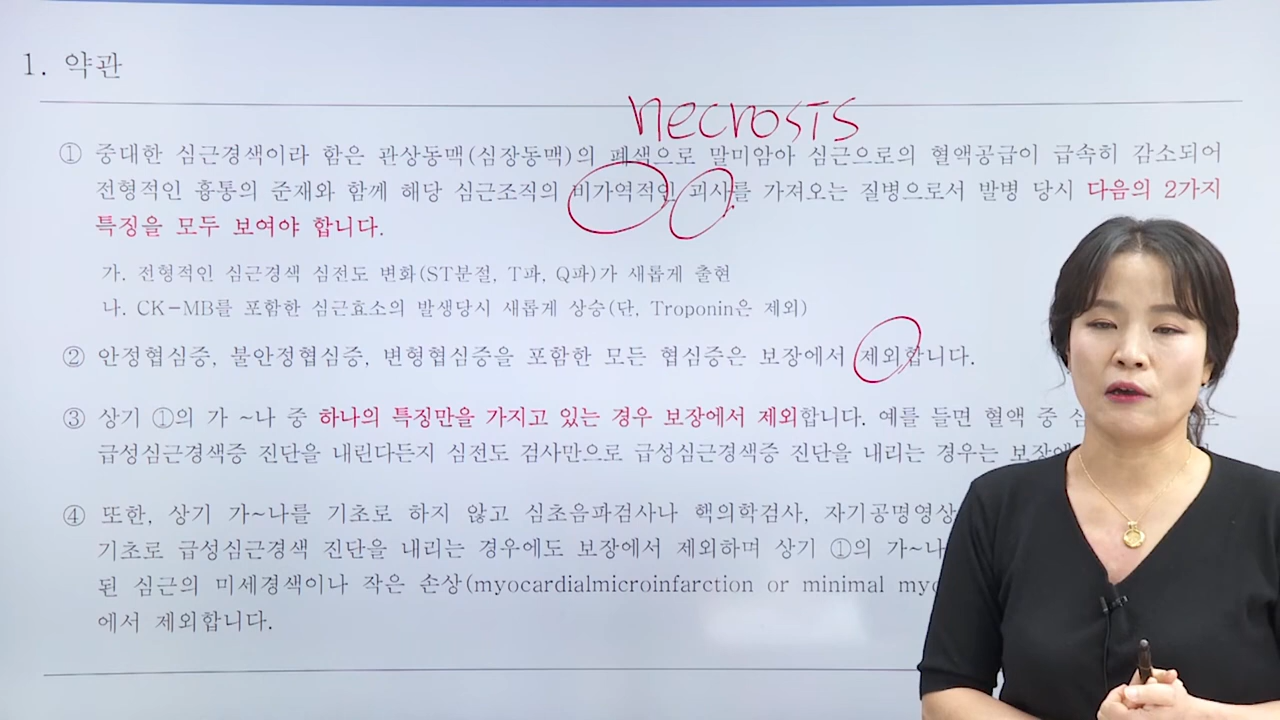 1. 약관
necrosis
① 중대한 심근경색이라 함은 관상동맥(심장동맥)의 폐색으로 말미암아 심근으로의 혈액공급이 급속히 감소되어
전형적인 흉통의 존재와 함께 해당 심근조직의 비가역적인 괴사를 가져오는 질병으로서 발병 당시 다음의 2가지
특징을 모두 보여야 합니다.
가. 전형적인 심근경색 심전도 변화(ST분절, T파, Q파)가 새롭게 출현
나. CK-MB를 포함한 심근효소의 발생당시 새롭게 상승(단, Troponin은 제외)
② 안정협심증, 불안정협심증, 변형협심증을 포함한 모든 협심증은 보장에서 제외합니다.
③ 상기 ①의 가 ~나 중 하나의 특징만을 가지고 있는 경우 보장에서 제외합니다. 예를 들면 혈액 중
급성심근경색증 진단을 내린다든지 심전도 검사만으로 급성심근경색증 진단을 내리는 경우는
④ 또한, 상기 가~나를 기초로 하지 않고 심초음파검사나 핵의학검사, 자기공명영상
기초로 급성심근경색 진단을 내리는 경우에도 보장에서 제외하며 상기 ①의 가~나
된 심근의 미세경색이나 작은 손상(myocardialmicroinfarction or minimal
에서 제외합니다.